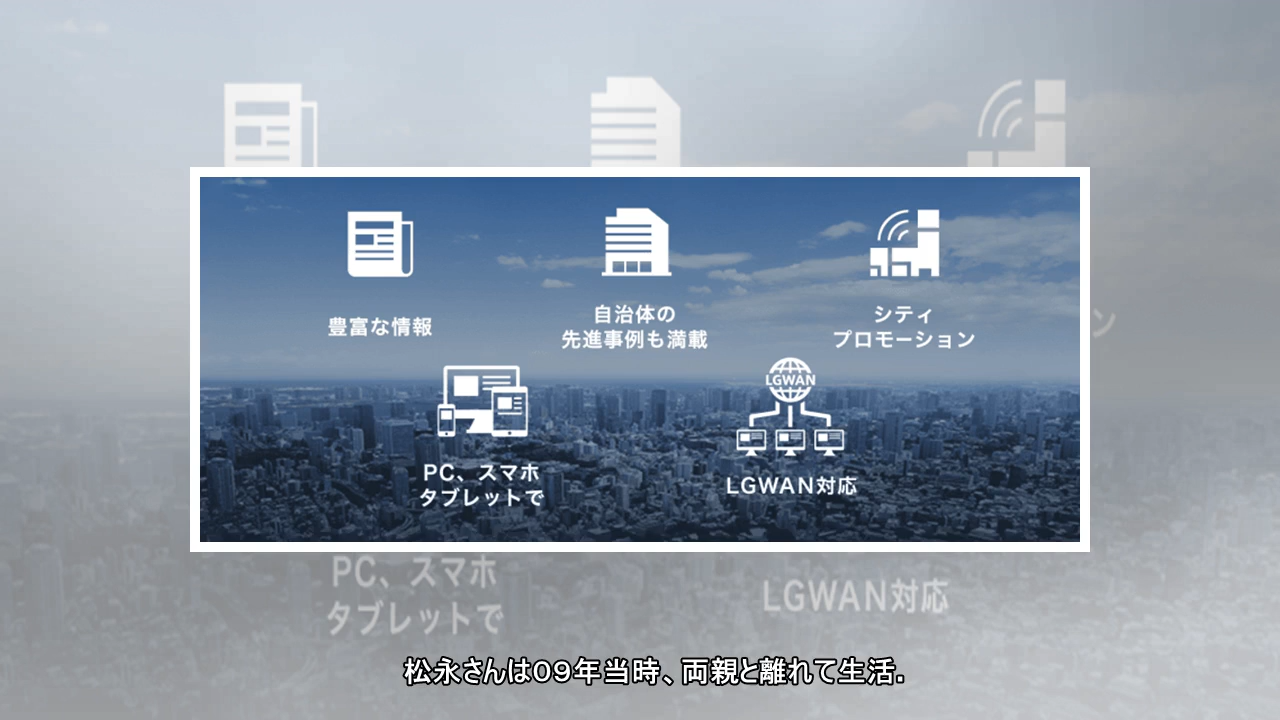 豊富な情報
自治体の
先進事例も満載
シティ
プロモーション
LGWAN
PC、スマホ
タブレットで
LGWAN対応
ン
PC、スマホ
タブレットで
LGWAN対応
松永さんは０９年当時、両親と離れて生活.